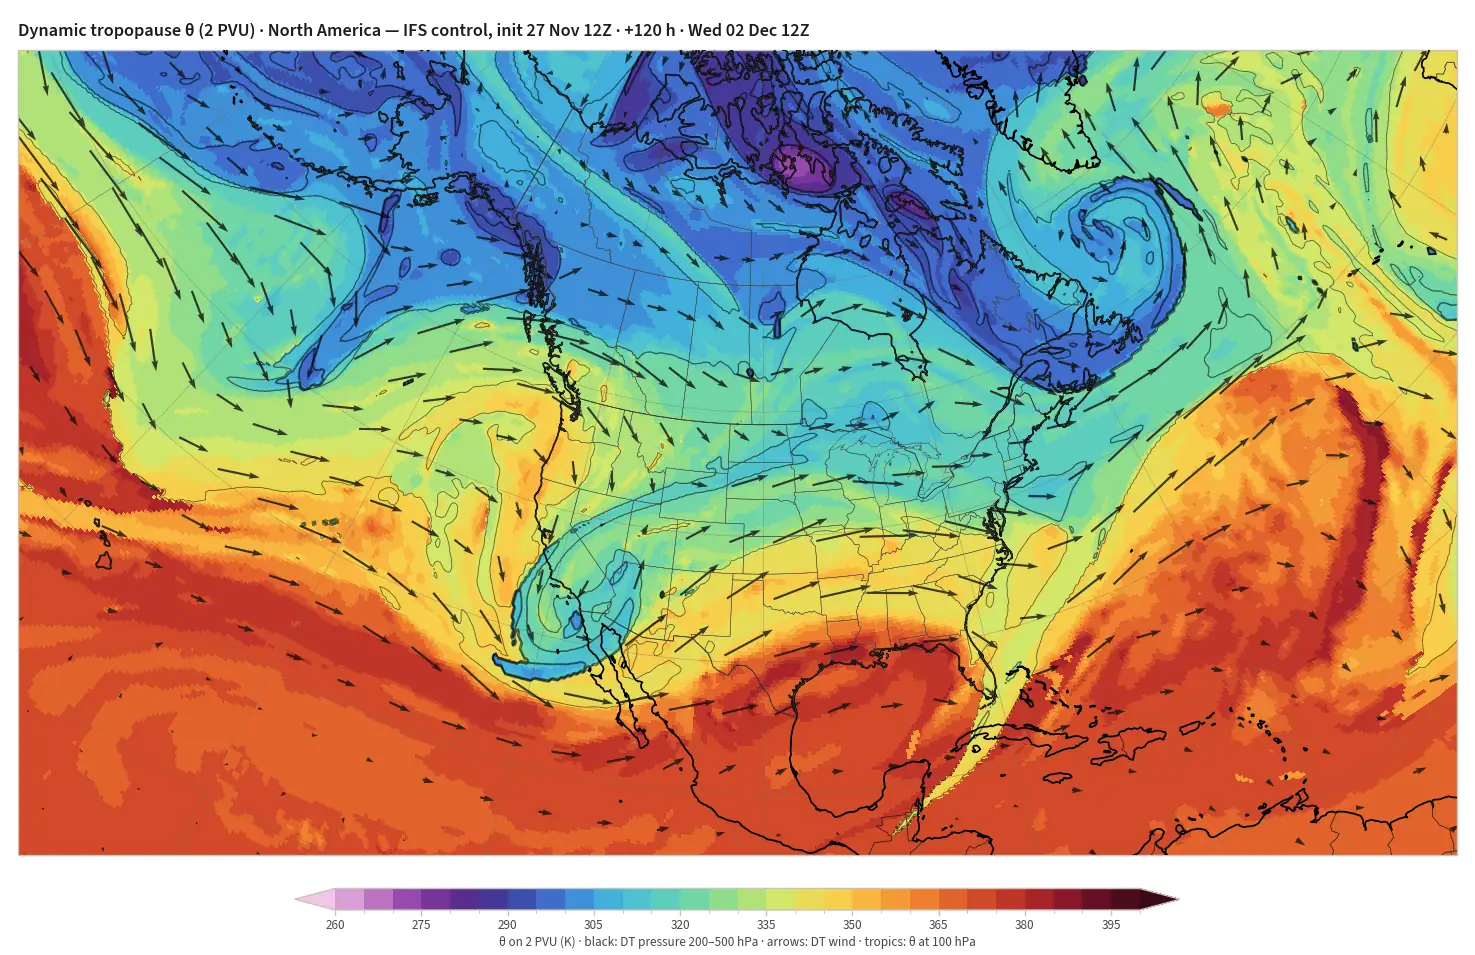 Dynamic tropopause θ (2 PVU) · North America — IFS control, init 27 Nov 12Z · +120 h · Wed 02 Dec 12Z
260 275 290 305 320 335 350 365 380 395
θ on 2 PVU (K) · black: DT pressure 200–500 hPa · arrows: DT wind · tropics: θ at 100 hPa